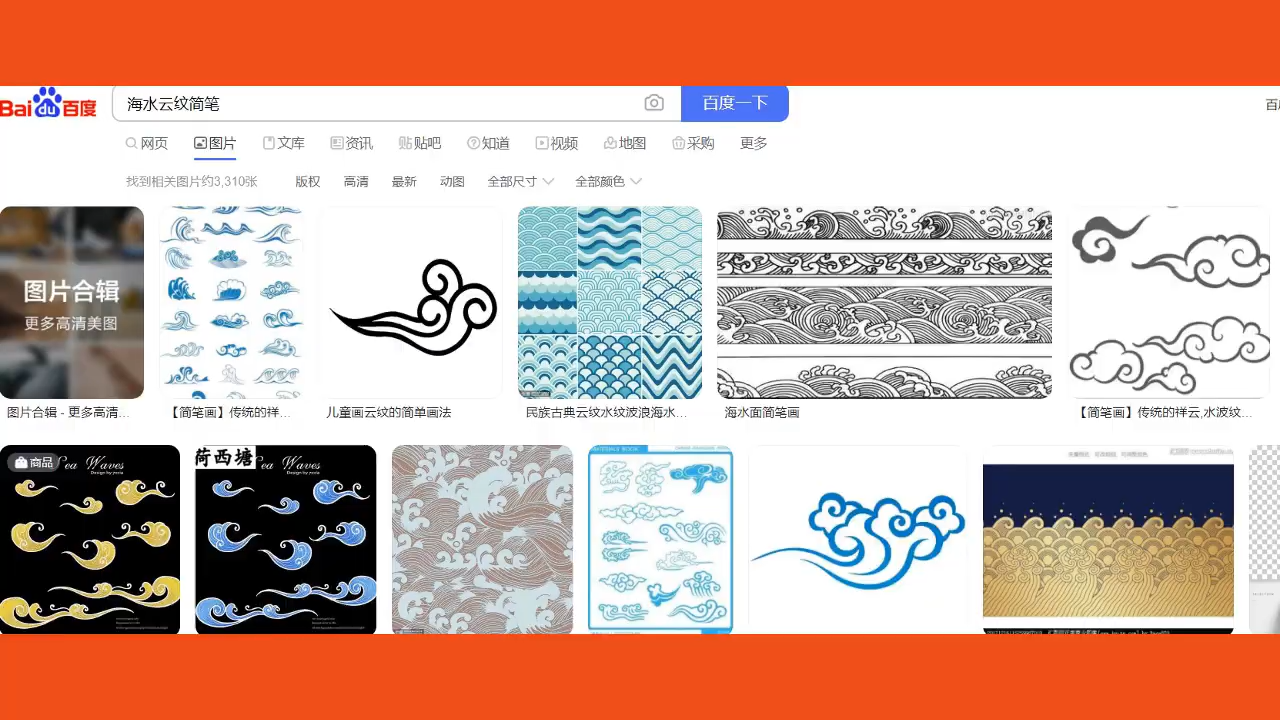 Bai du 百度
海水云纹简笔
百度一下
网页 图片 文库 资讯 贴吧 知道 视频 地图 采购 更多
找到相关图片约3,310张 版权 高清 最新 动图 全部尺寸 全部颜色
图片合辑
更多高清美图
图片合辑 - 更多高清...
【简笔画】传统的祥...
儿童画云纹的简单画法
民族古典云纹水纹波浪海水...
海水面简笔画
【简笔画】传统的祥云,水波纹...
商品
ea Waves
荷西塘
ea Waves